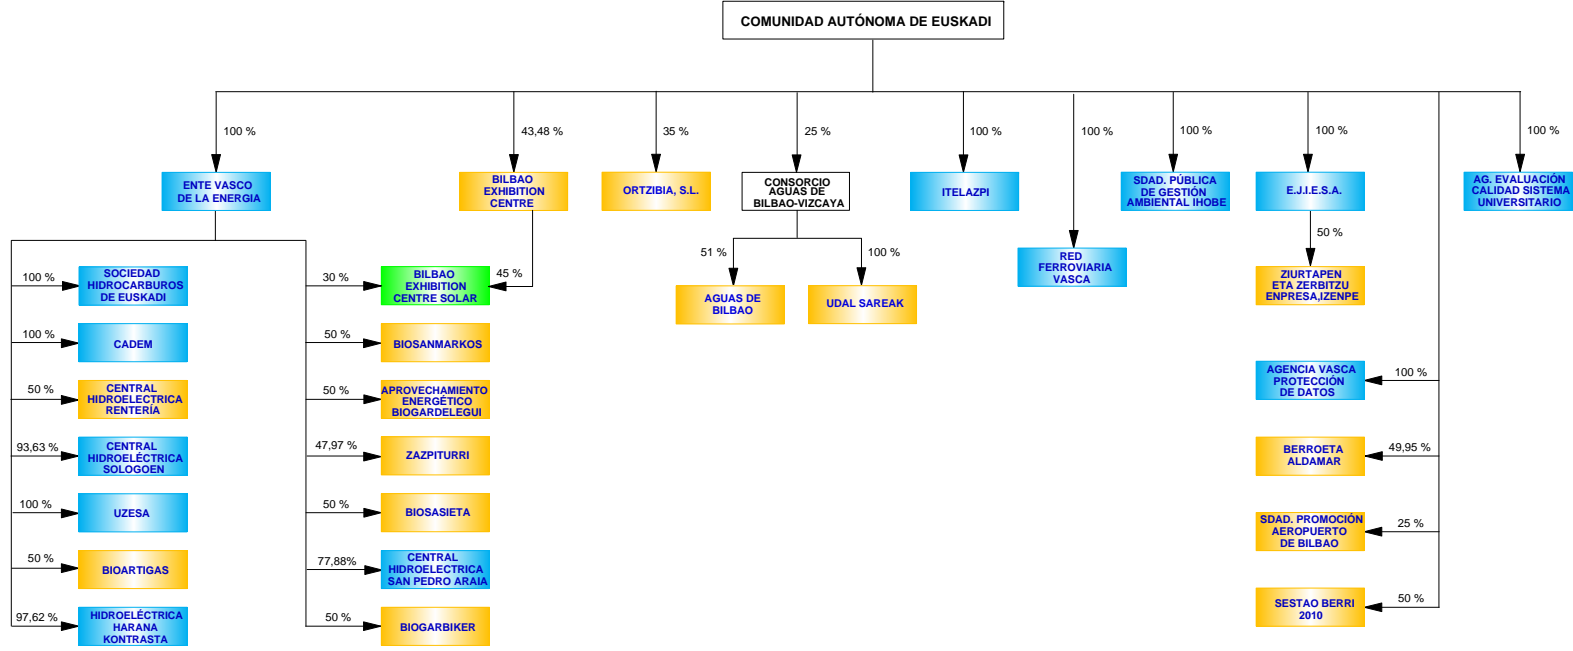 COMUNIDAD AUTÓNOMA DE EUSKADI
100 %
43,48 %
35 %
25 %
100 %
100 %
100 %
100 %
100 %
ENTE VASCO
DE LA ENERGIA
BILBAO
EXHIBITION
CENTRE
ORTZIBIA, S.L.
CONSORCIO
AGUAS DE
BILBAO-VIZCAYA
ITELAZPI
SDAD. PÚBLICA
DE GESTIÓN
AMBIENTAL IHOBE
E.J.I.E.S.A.
AG. EVALUACIÓN
CALIDAD SISTEMA
UNIVERSITARIO
51 %
100 %
50 %
RED
FERROVIARIA
VASCA
100 %
SOCIEDAD
HIDROCARBUROS
DE EUSKADI
30 %
BILBAO
EXHIBITION
CENTRE SOLAR
45 %
AGUAS DE
BILBAO
UDAL SAREAK
ZIURTAPEN
ETA ZERBITZU
ENPRESA,IZENPE
100 %
CADEM
50 %
BIOSANMARKOS
50 %
CENTRAL
HIDROELECTRICA
RENTERÍA
50 %
APROVECHAMIENTO
ENERGÉTICO
BIOGARDELEGUI
AGENCIA VASCA
PROTECCIÓN
DE DATOS
100 %
93,63 %
CENTRAL
HIDROELÉCTRICA
SOLOGOEN
47,97 %
ZAZPITURRI
BERROETA
ALDAMAR
49,95 %
100 %
UZESA
50 %
BIOSASIETA
SDAD. PROMOCIÓN
AEROPUERTO
DE BILBAO
25 %
50 %
BIOARTIGAS
77,88%
CENTRAL
HIDROELECTRICA
SAN PEDRO ARAIA
97,62 %
HIDROELÉCTRICA
HARANA
KONTRASTA
50 %
BIOGARBIKER
SESTAO BERRI
2010
50 %